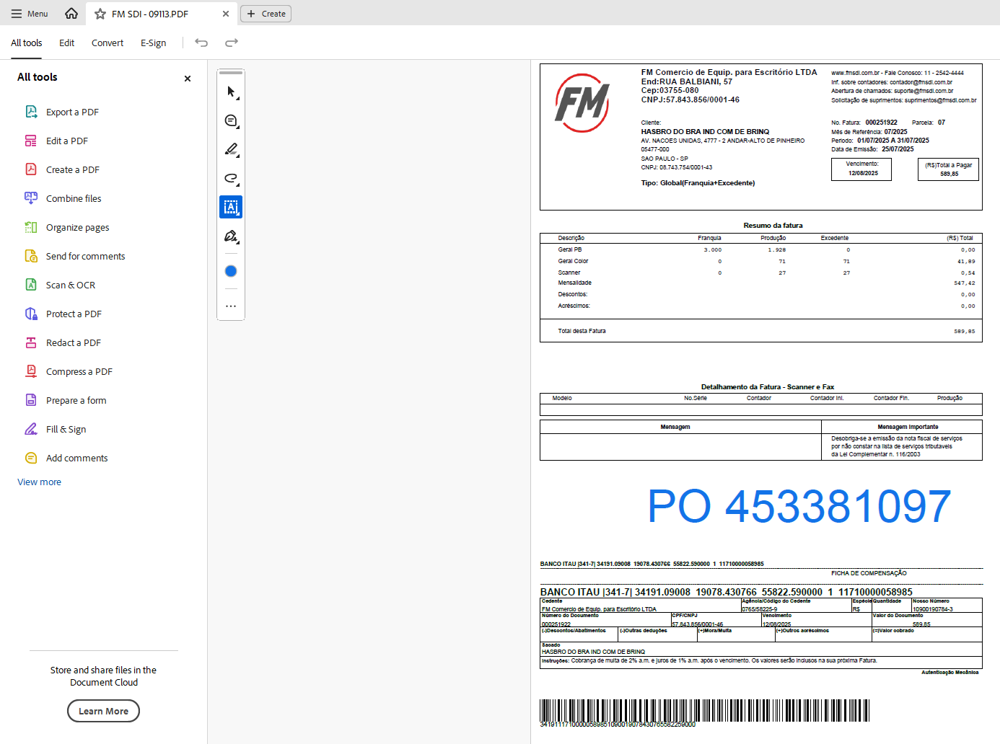 Menu
FM SDI - 09113.PDF
Create
All tools
Edit
Convert
E-Sign
All tools
Export a PDF
Edit a PDF
Create a PDF
Combine files
Organize pages
Send for comments
Scan & OCR
Protect a PDF
Redact a PDF
Compress a PDF
Prepare a form
Fill & Sign
Add comments
View more
Store and share files in the
Document Cloud
Learn More
FM
FM Comercio de Equip. para Escritório LTDA
End:RUA BALBIANI, 57
Cep:03755-080
CNPJ:57.843.856/0001-46
www.fmsdi.com.br - Fale Conosco: 11 - 2542-4444
Inf. sobre contadores: contador@fmsdi.com.br
Abertura de chamados: suporte@fmsdi.com.br
Solicitação de suprimentos: suprimentos@fmsdi.com.br
Cliente:
HASBRO DO BRA IND COM DE BRINQ
AV. NACOES UNIDAS, 4777 - 2 ANDAR-ALTO DE PINHEIRO
05477-000
SAO PAULO - SP
CNPJ: 08.743.754/0001-43
Tipo: Global(Franquia+Excedente)
No. Fatura: 000251922 Parcela: 07
Mês de Referência: 07/2025
Período: 01/07/2025 A 31/07/2025
Data de Emissão: 25/07/2025
Vencimento:
12/08/2025
(R$)Total a Pagar
589,85
Resumo da fatura
Descrição Franquia Produção Excedente (R$) Total
Geral PB 3.000 1.928 0 0,00
Geral Color 0 71 71 41,89
Scanner 0 27 27 0,54
Mensalidade 547,42
Descontos: 0,00
Acréscimos: 0,00
Total desta Fatura 589,85
Detalhamento da Fatura - Scanner e Fax
Modelo No.Série Contador Contador Ini. Contador Fin. Produção
Mensagem Mensagem Importante
Desobriga-se a emissão da nota fiscal de serviços
por não constar na lista de serviços tributaveis
da Lei Complementar n. 116/2003
PO 453381097
BANCO ITAU |341-7| 34191.09008 19078.430766 55822.590000 1 11710000058985
FICHA DE COMPENSAÇÃO
BANCO ITAU |341-7| 34191.09008 19078.430766 55822.590000 1 11710000058985
Cedente Agência/Código do Cedente Espécie Quantidade Nosso Número
FM Comercio de Equip. para Escritório LTDA 0765/58225-9 R$ 10900190784-3
Número do Documento CPF/CNPJ Vencimento Valor do Documento
000251922 57.843.856/0001-46 12/08/2025 589,85
(-)Descontos/Abatimentos (-)Outras deduções (+)Mora/Multa (+)Outros acréscimos (=)Valor cobrado
Sacado
HASBRO DO BRA IND COM DE BRINQ
Instruções: Cobrança de multa de 2% a.m. e juros de 1% a.m. após o vencimento. Os valores serão inclusos na sua próxima Fatura.
Autenticação Mecânica
34191117100000589851090019078430765582259000